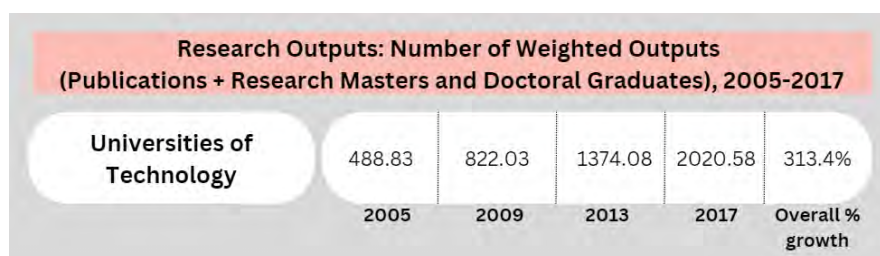 Research Outputs: Number of Weighted Outputs
(Publications + Research Masters and Doctoral Graduates), 2005-2017
Universities of
Technology
488.83 822.03 1374.08 2020.58 313.4%
2005 2009 2013 2017 Overall %
growth